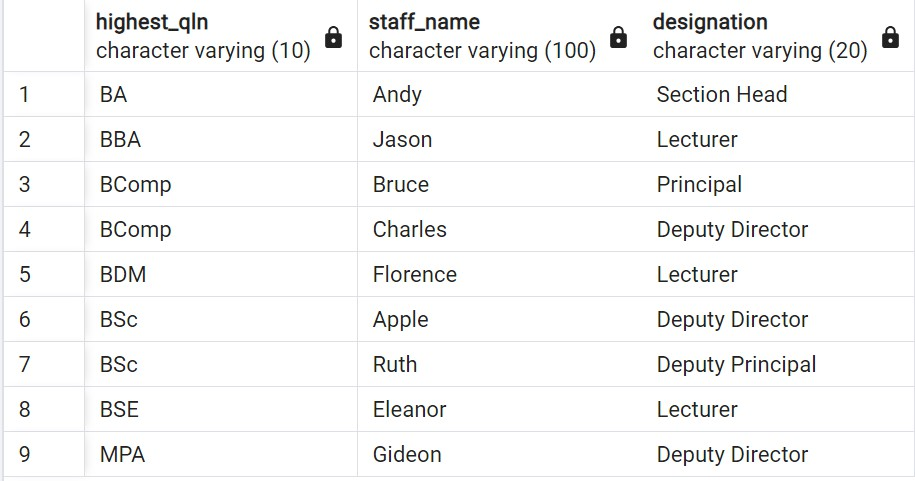 highest_qln staff_name designation
character varying (10) character varying (100) character varying (20)
1 BA Andy Section Head
2 BBA Jason Lecturer
3 BComp Bruce Principal
4 BComp Charles Deputy Director
5 BDM Florence Lecturer
6 BSc Apple Deputy Director
7 BSc Ruth Deputy Principal
8 BSE Eleanor Lecturer
9 MPA Gideon Deputy Director